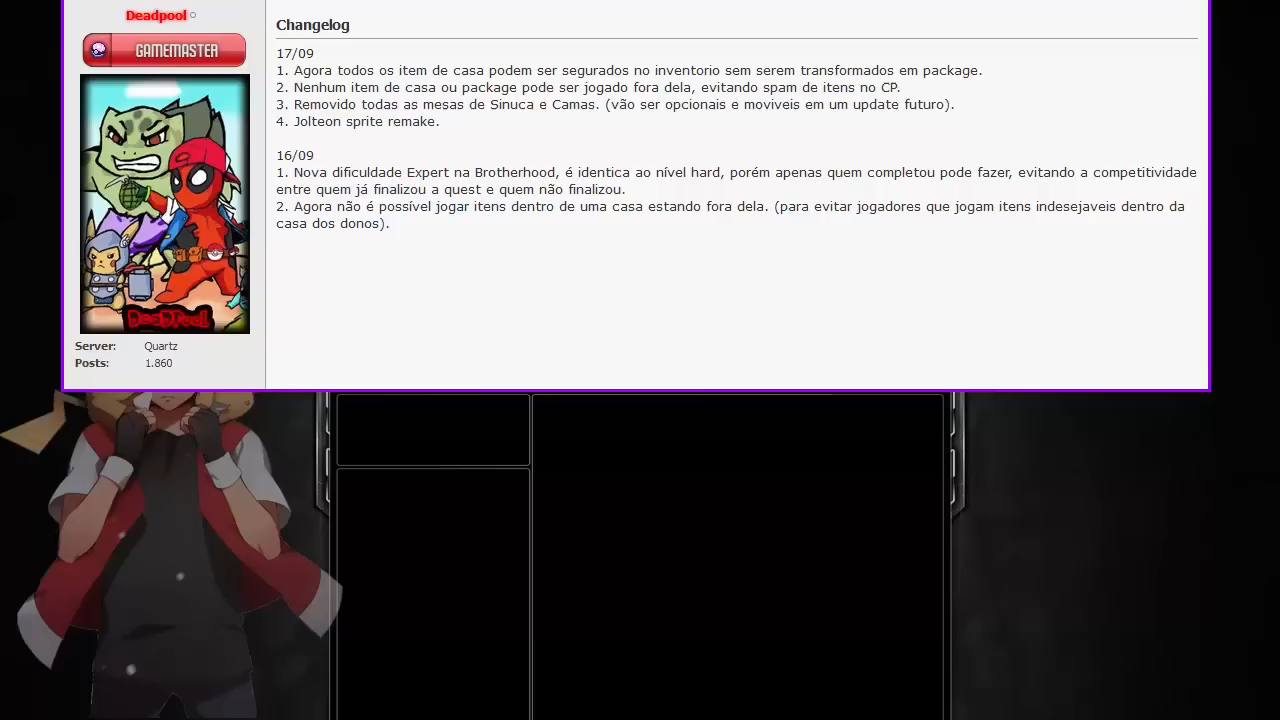 Deadpool
GAMEMASTER
DEADPOOL
Server: Quartz
Posts: 1.860
Changelog
17/09
1. Agora todos os item de casa podem ser segurados no inventorio sem serem transformados em package.
2. Nenhum item de casa ou package pode ser jogado fora dela, evitando spam de itens no CP.
3. Removido todas as mesas de Sinuca e Camas. (vão ser opcionais e moviveis em um update futuro).
4. Jolteon sprite remake.
16/09
1. Nova dificuldade Expert na Brotherhood, é identica ao nível hard, porém apenas quem completou pode fazer, evitando a competitividade
entre quem já finalizou a quest e quem não finalizou.
2. Agora não é possível jogar itens dentro de uma casa estando fora dela. (para evitar jogadores que jogam itens indesejaveis dentro da
casa dos donos).